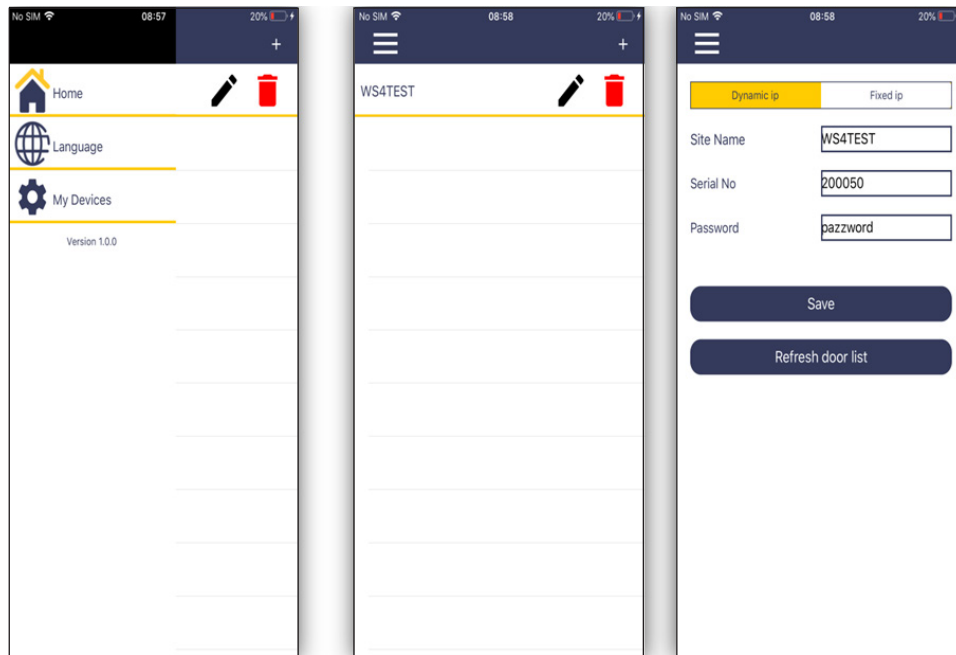 No SIM 08:57 20%
+
Home
Language
My Devices
Version 1.0.0
No SIM 08:58 20%
+
WS4TEST
No SIM 08:58 20%
Dynamic ip Fixed ip
Site Name WS4TEST
Serial No 200050
Password pazzword
Save
Refresh door list